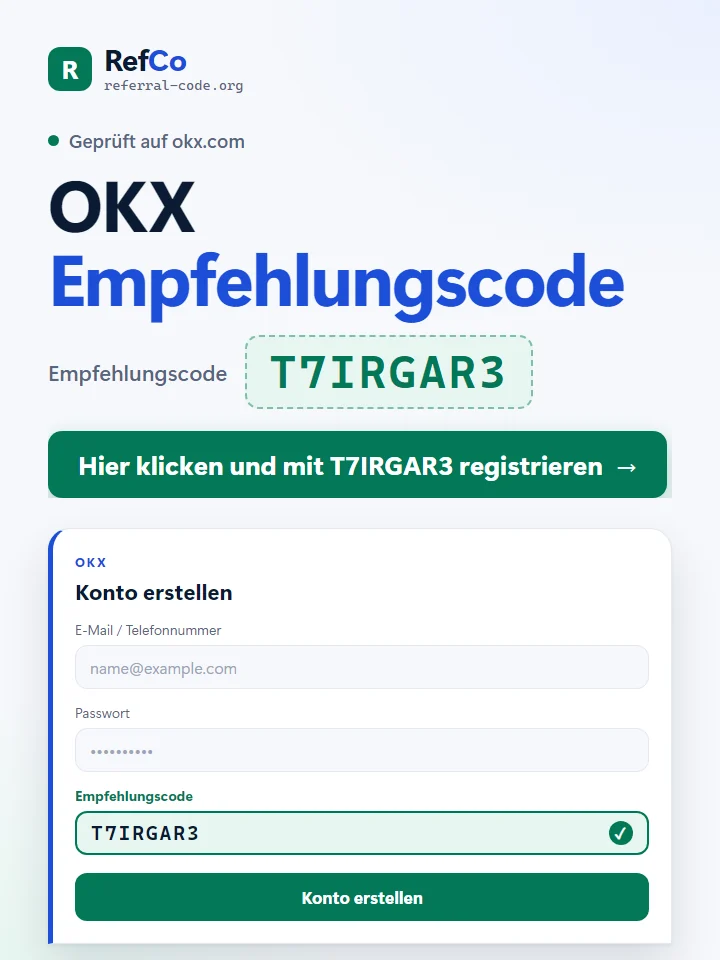 R
RefCo
referral-code.org
Geprüft auf okx.com
OKX
Empfehlungscode
Empfehlungscode T7IRGAR3
Hier klicken und mit T7IRGAR3 registrieren →
OKX
Konto erstellen
E-Mail / Telefonnummer
name@example.com
Passwort
••••••••••
Empfehlungscode
T7IRGAR3 ✓
Konto erstellen